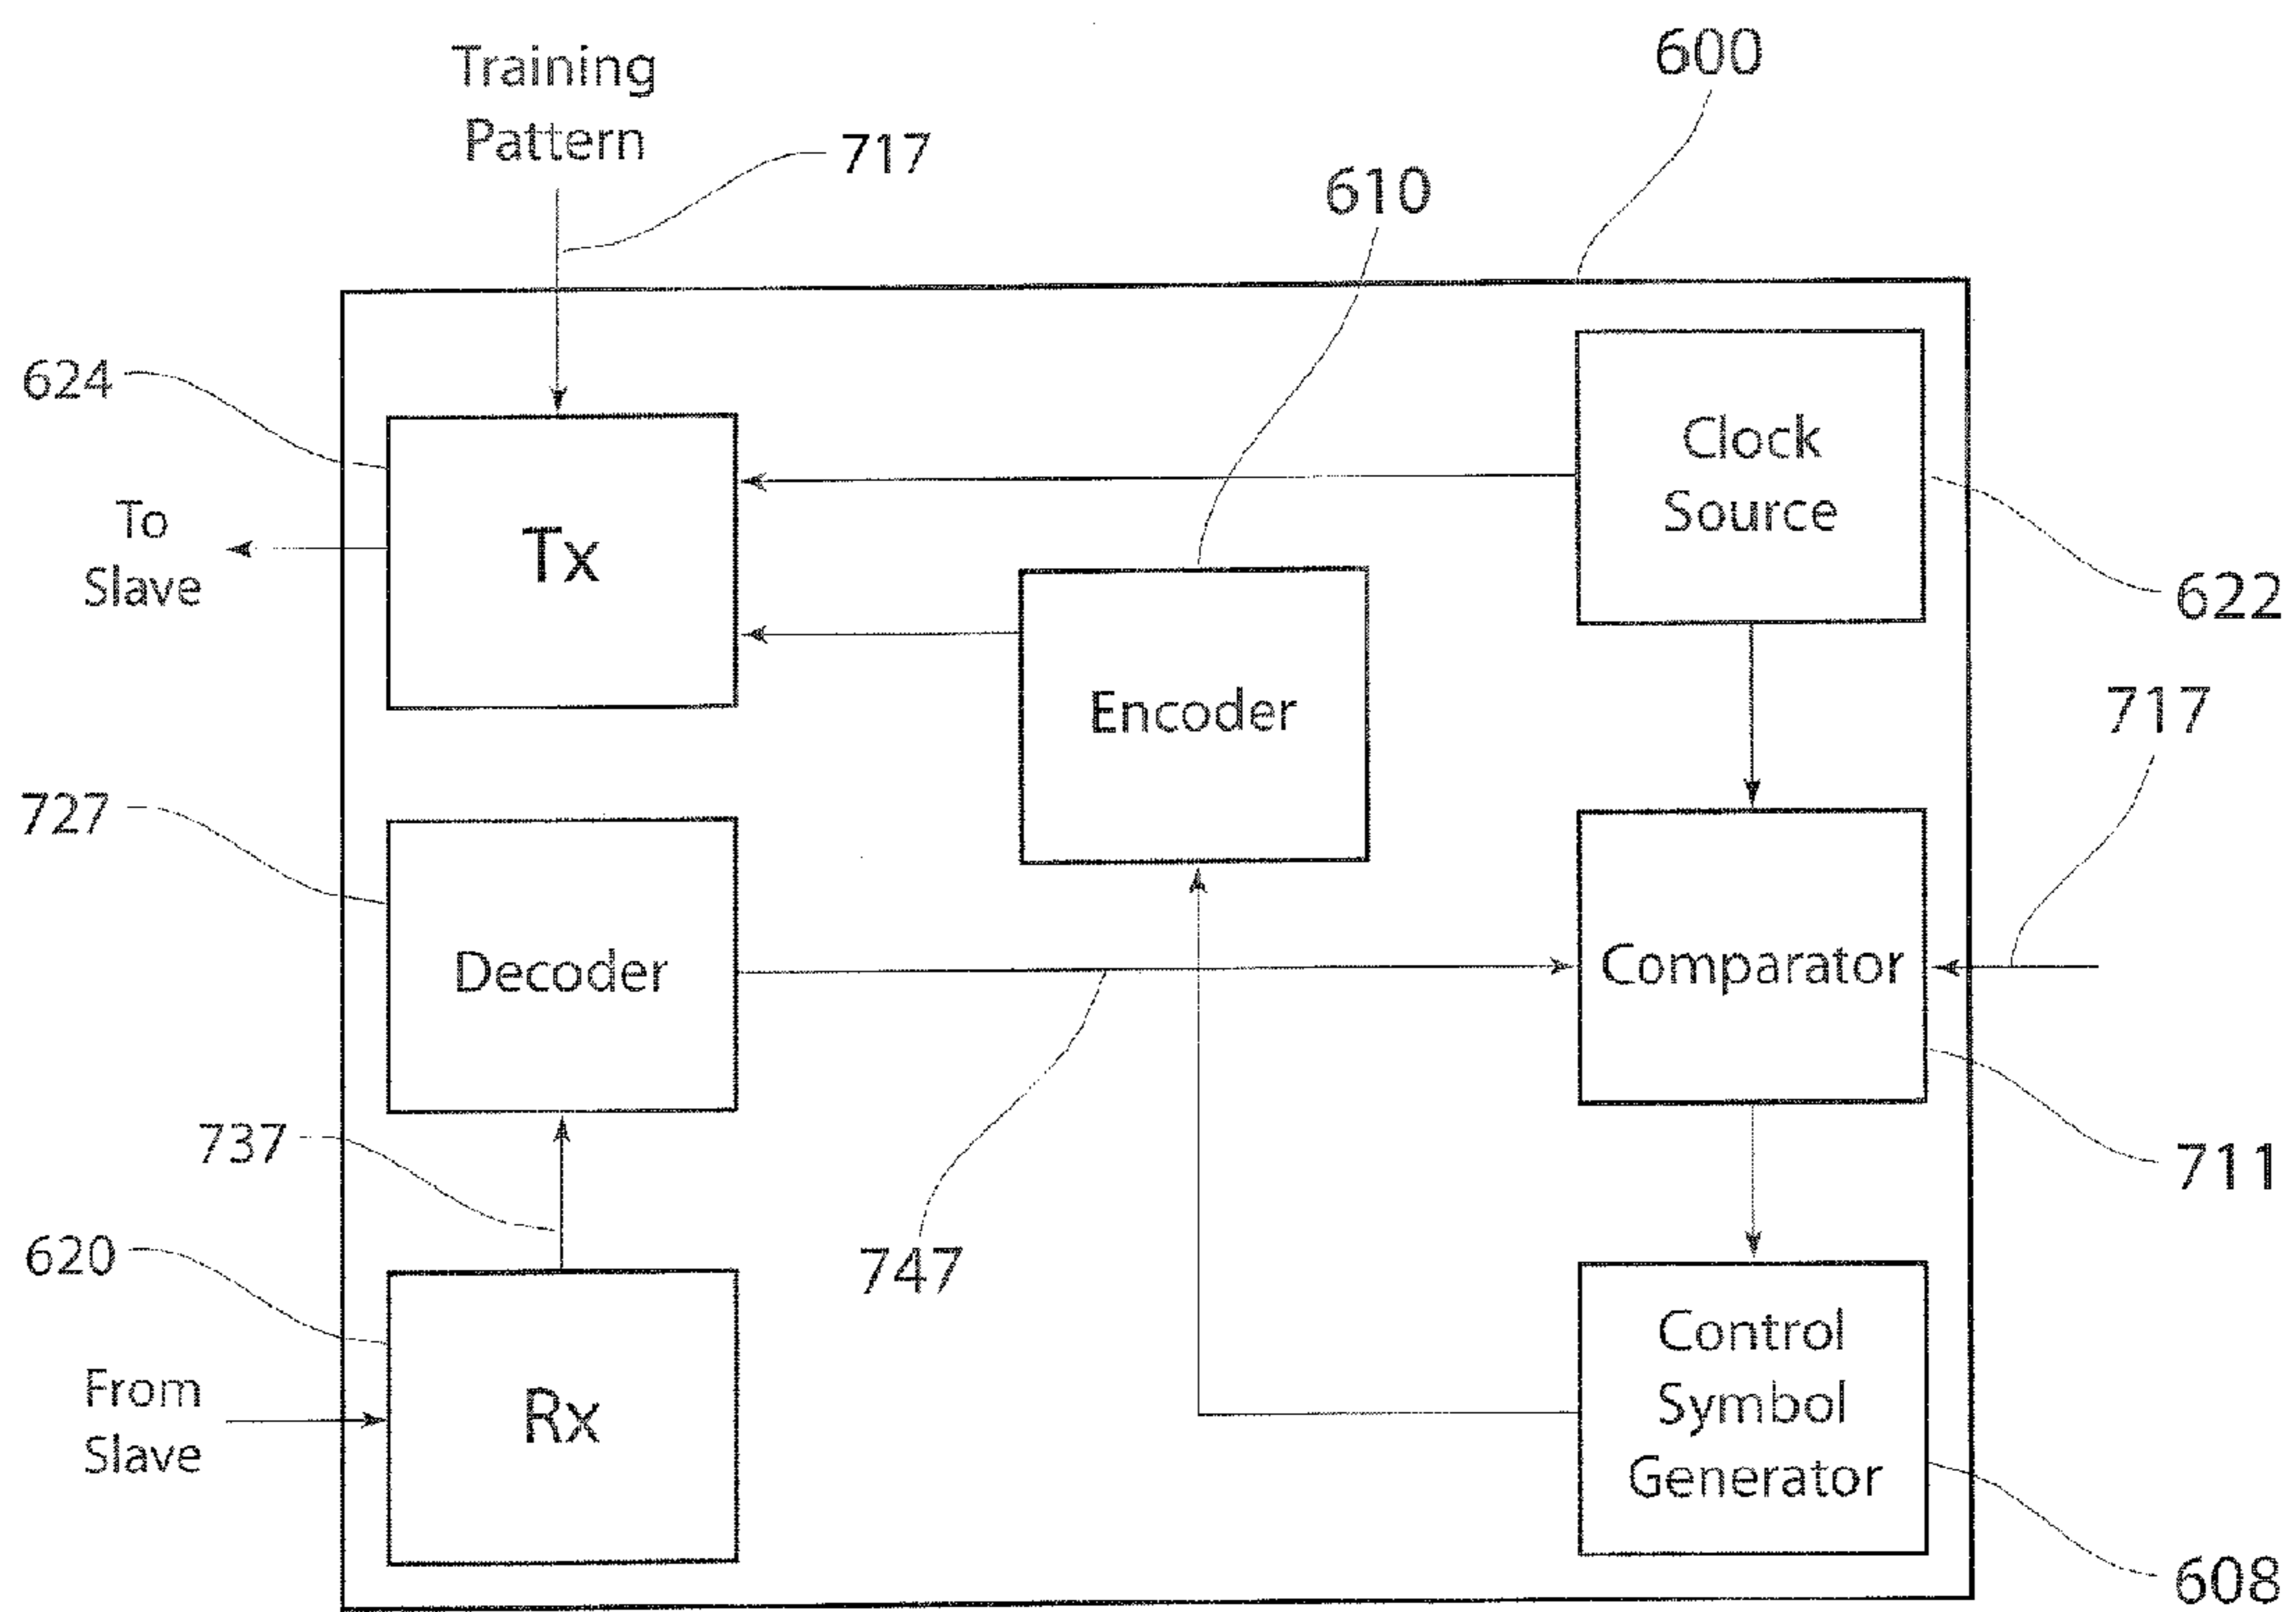 600
Training
Pattern
717
610
624
Clock
Source
To
Slave
Tx
622
Encoder
717
727
Decoder
Comparator
737
711
620
747
Control
Symbol
Generator
From
Slave
Rx
608